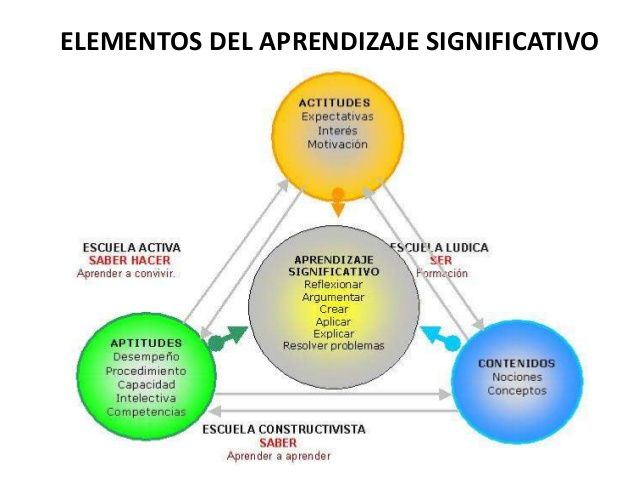 ELEMENTOS DEL APRENDIZAJE SIGNIFICATIVO
ACTITUDES
Expectativas
Interés
Motivación
ESCUELA ACTIVA
SABER HACER
Aprender a convivir.
ESCUELA LUDICA
SER
Formación
APRENDIZAJE
SIGNIFICATIVO
Reflexionar
Argumentar
Crear
Aplicar
Explicar
Resolver problemas
APTITUDES
Desempeño
Procedimiento
Capacidad
Intelectiva
Competencias
CONTENIDOS
Nociones
Conceptos
ESCUELA CONSTRUCTIVISTA
SABER
Aprender a aprender